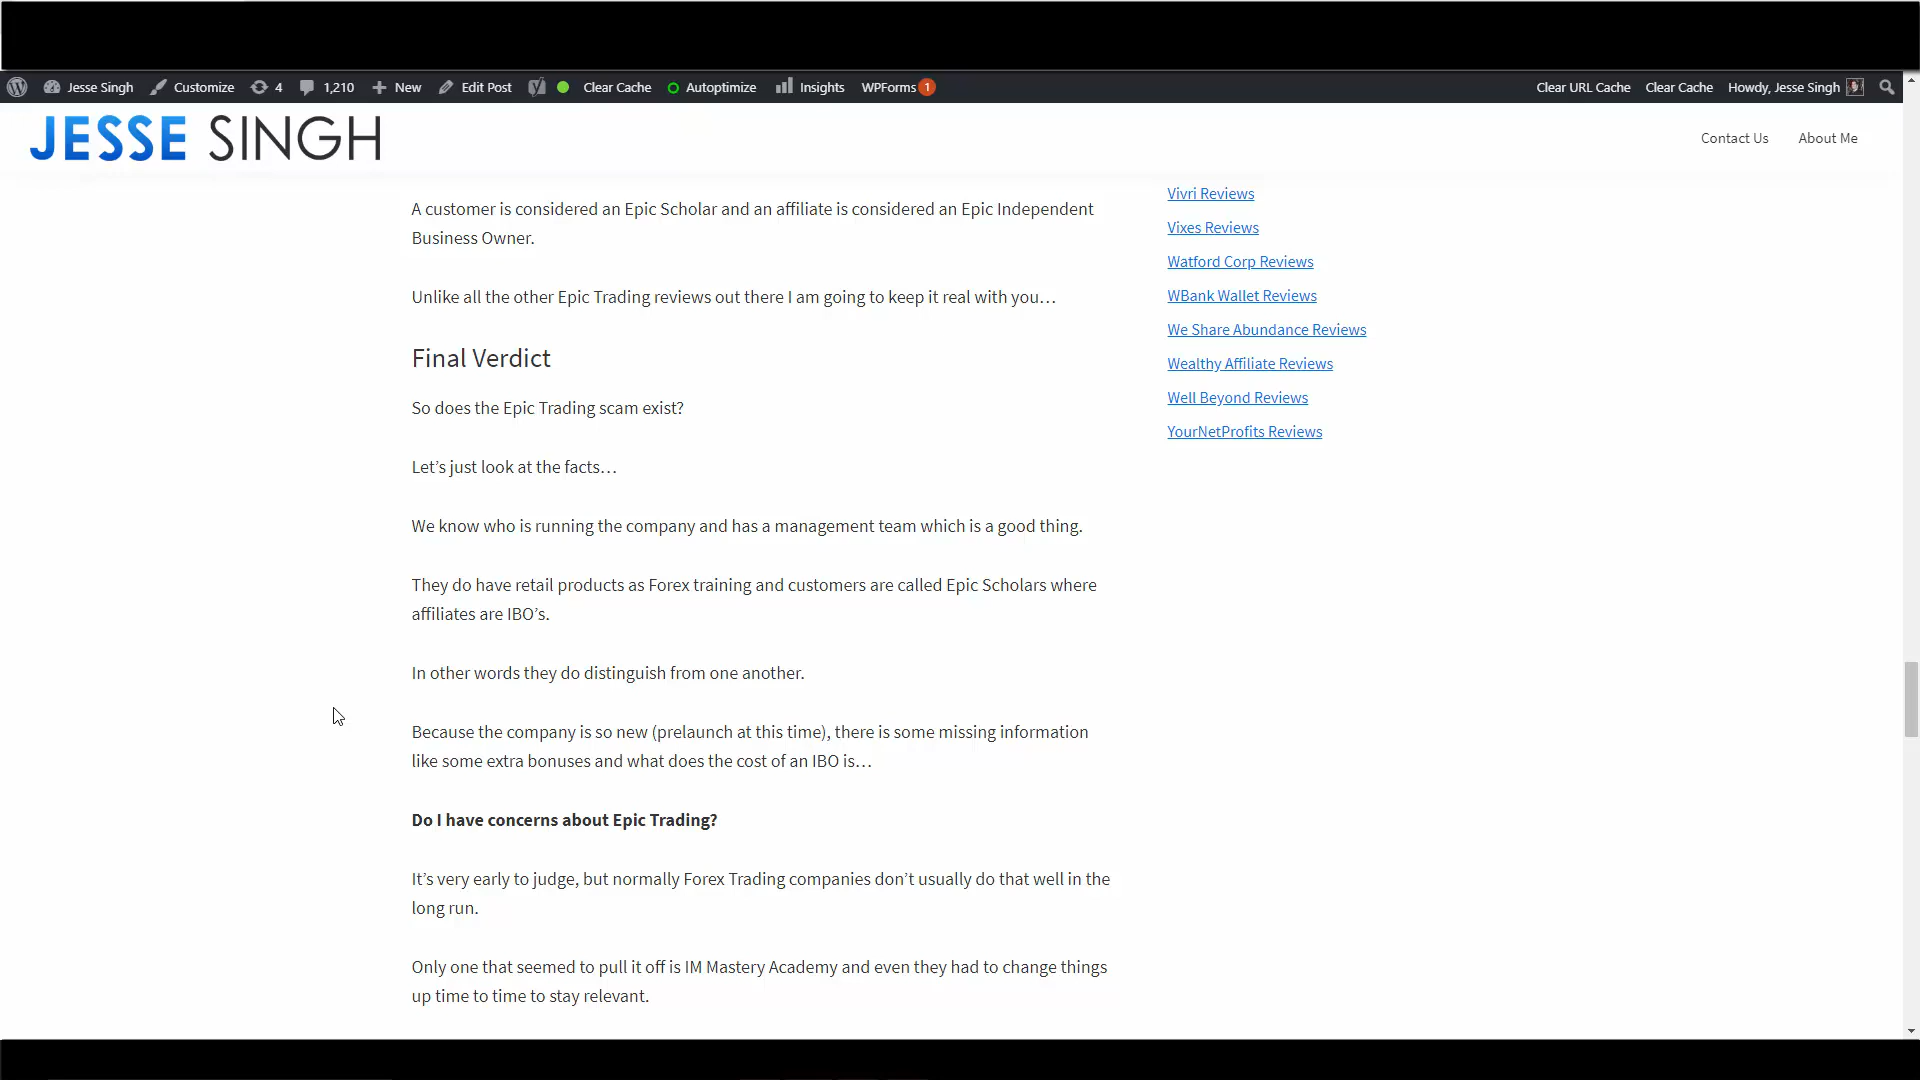 Jesse Singh Customize 4 1,210 New Edit Post Clear Cache Autoptimize Insights WPForms 1 Clear URL Cache Clear Cache Howdy, Jesse Singh
JESSE SINGH
Contact Us About Me
A customer is considered an Epic Scholar and an affiliate is considered an Epic Independent
Business Owner.
Unlike all the other Epic Trading reviews out there I am going to keep it real with you…
Final Verdict
So does the Epic Trading scam exist?
Let’s just look at the facts…
We know who is running the company and has a management team which is a good thing.
They do have retail products as Forex training and customers are called Epic Scholars where
affiliates are IBO’s.
In other words they do distinguish from one another.
Because the company is so new (prelaunch at this time), there is some missing information
like some extra bonuses and what does the cost of an IBO is…
Do I have concerns about Epic Trading?
It’s very early to judge, but normally Forex Trading companies don’t usually do that well in the
long run.
Only one that seemed to pull it off is IM Mastery Academy and even they had to change things
up time to time to stay relevant.
Vivri Reviews
Vixes Reviews
Watford Corp Reviews
WBank Wallet Reviews
We Share Abundance Reviews
Wealthy Affiliate Reviews
Well Beyond Reviews
YourNetProfits Reviews